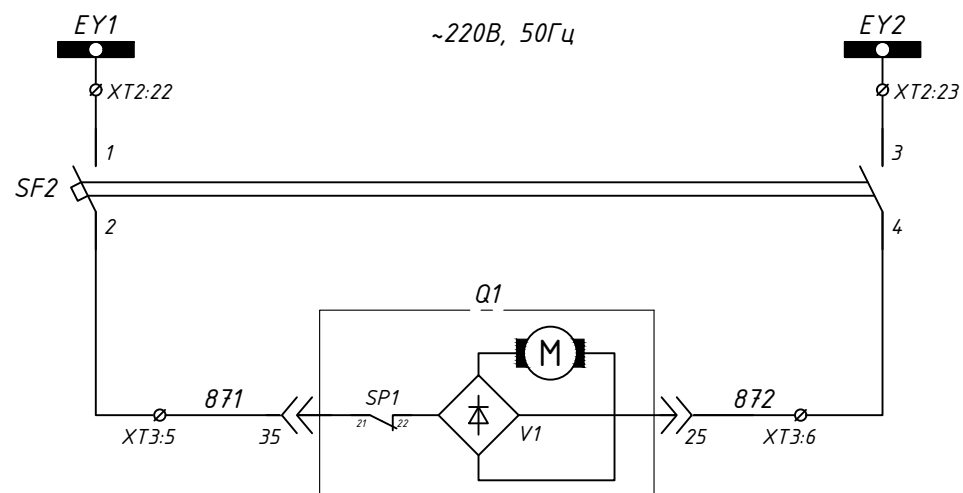 EY1
~220В, 50Гц
EY2
XT2:22
XT2:23
1
3
SF2
2
4
Q1
M
871
SP1
872
21
22
V1
XT3:5
35
25
XT3:6